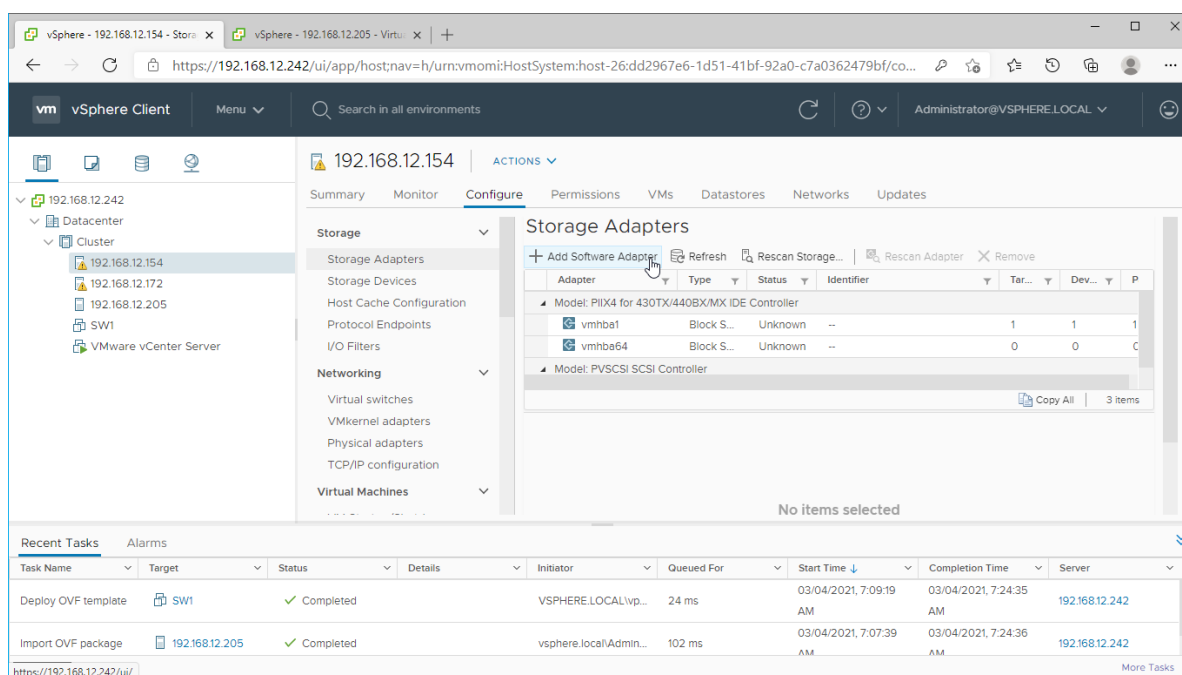 vSphere - 192.168.12.154 - Stora
vSphere - 192.168.12.205 - Virtu
https://192.168.12.242/ui/app/host;nav=h/urn:vmomi:HostSystem:host-26:dd2967e6-1d51-41bf-92a0-c7a0362479bf/co...
vm vSphere Client Menu Search in all environments Administrator@VSPHERE.LOCAL
192.168.12.242
Datacenter
Cluster
192.168.12.154
192.168.12.172
192.168.12.205
SW1
VMware vCenter Server
192.168.12.154 ACTIONS
Summary Monitor Configure Permissions VMs Datastores Networks Updates
Storage
Storage Adapters
Storage Devices
Host Cache Configuration
Protocol Endpoints
I/O Filters
Networking
Virtual switches
VMkernel adapters
Physical adapters
TCP/IP configuration
Virtual Machines
Storage Adapters
+ Add Software Adapter Refresh Rescan Storage... Rescan Adapter Remove
Adapter Type Status Identifier Tar... Dev... P
Model: PIIX4 for 430TX/440BX/MX IDE Controller
vmhba1 Block S... Unknown -- 1 1 1
vmhba64 Block S... Unknown -- 0 0
Model: PVSCSI SCSI Controller
Copy All 3 items
No items selected
Recent Tasks Alarms
Task Name Target Status Details Initiator Queued For Start Time ↓ Completion Time Server
Deploy OVF template SW1 Completed VSPHERE.LOCAL\vp... 24 ms 03/04/2021, 7:09:19 AM 03/04/2021, 7:24:35 AM 192.168.12.242
Import OVF package 192.168.12.205 Completed vsphere.local\Admin... 102 ms 03/04/2021, 7:07:39 AM 03/04/2021, 7:24:36 AM 192.168.12.242
https://192.168.12.242/ui/
More Tasks